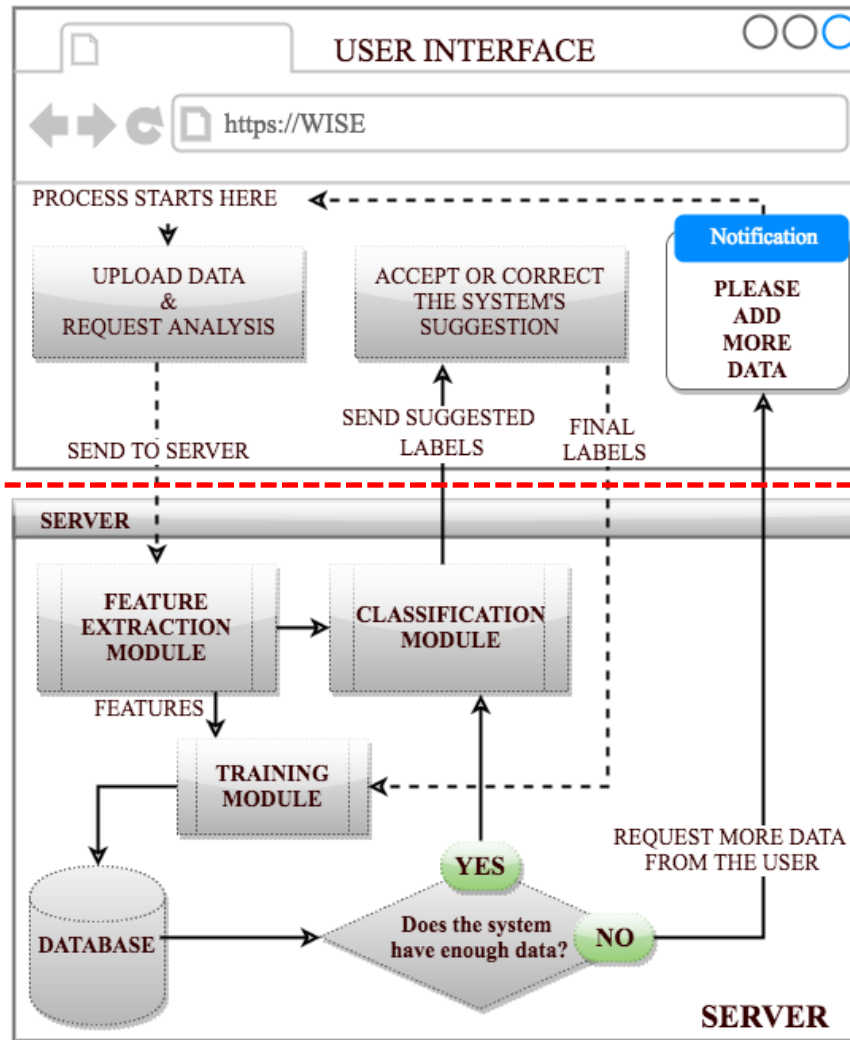 USER INTERFACE
https://WISE
PROCESS STARTS HERE
UPLOAD DATA
&
REQUEST ANALYSIS
ACCEPT OR CORRECT
THE SYSTEM'S
SUGGESTION
Notification
PLEASE
ADD
MORE
DATA
SEND TO SERVER
SEND SUGGESTED
LABELS
FINAL
LABELS
SERVER
FEATURE
EXTRACTION
MODULE
CLASSIFICATION
MODULE
FEATURES
TRAINING
MODULE
REQUEST MORE DATA
FROM THE USER
YES
DATABASE
Does the system
have enough data?
NO
SERVER